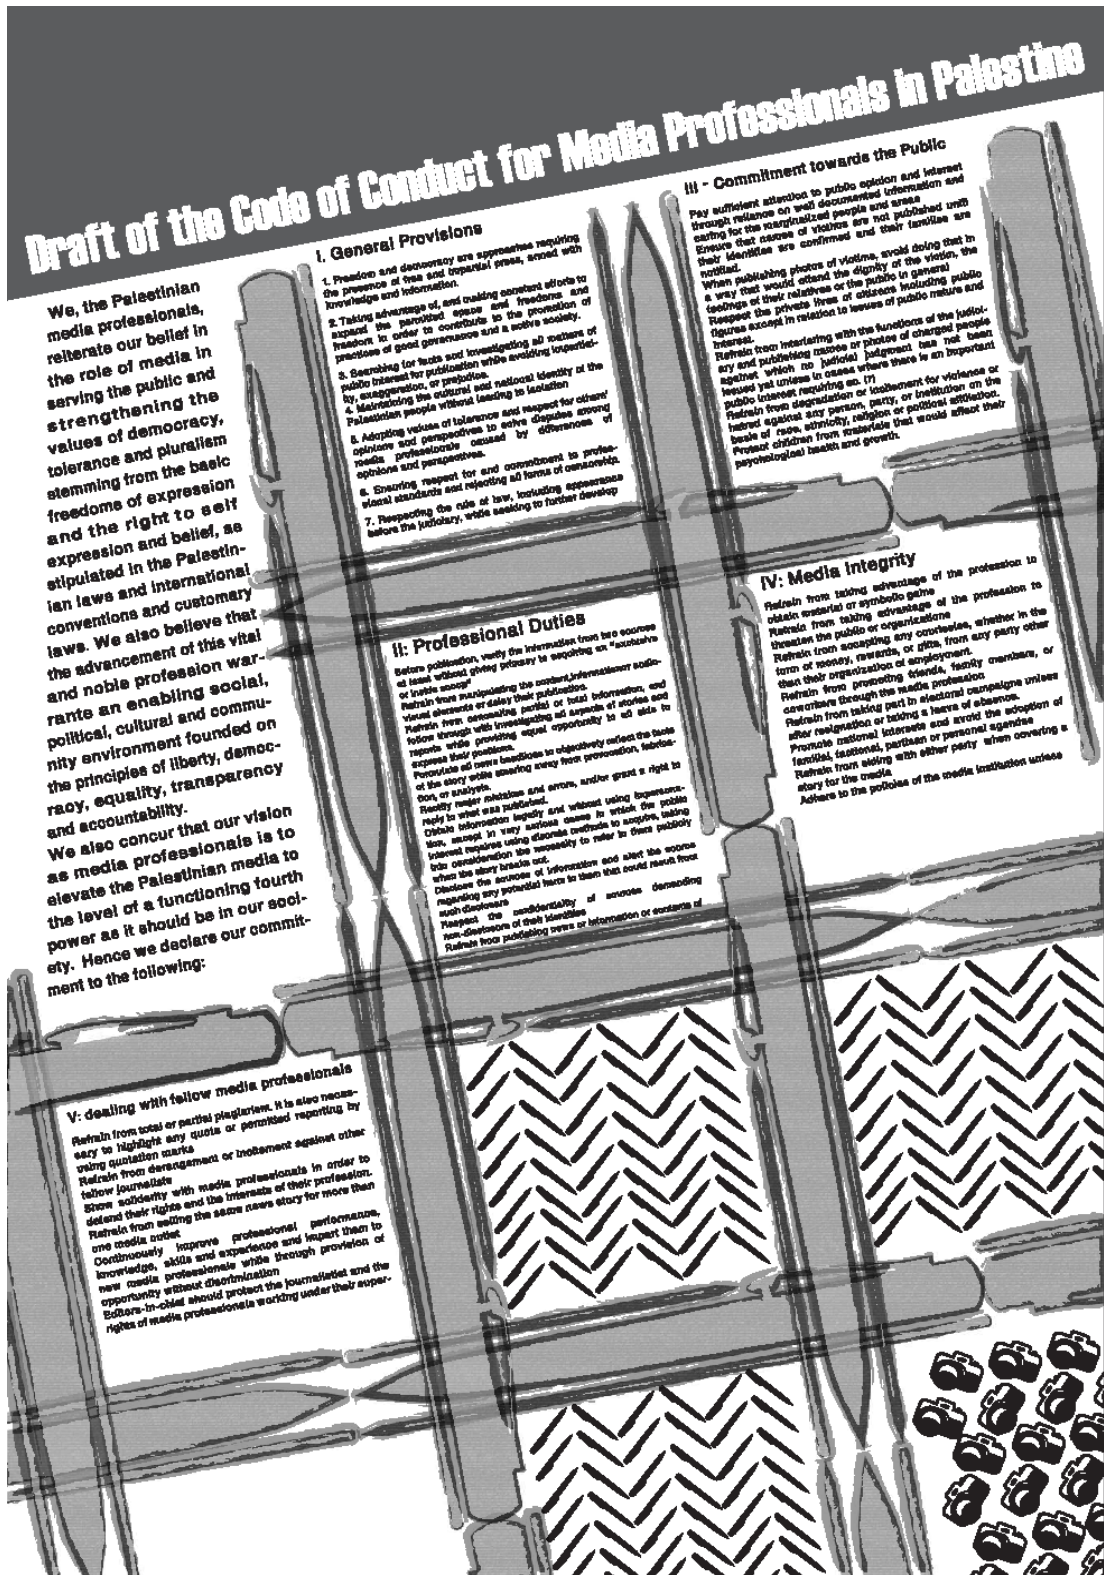 Draft of the Code of Conduct for Media Professionals in Palestine
We, the Palestinian
media professionals,
reiterate our belief in
the role of media in
serving the public and
strengthening the
values of democracy,
tolerance and pluralism
stemming from the basic
freedoms of expression
and the right to self
expression and belief, as
stipulated in the Palestin-
ian laws and international
conventions and customary
laws. We also believe that
the advancement of this vital
and noble profession war-
rants an enabling social,
political, cultural and commu-
nity environment founded on
the principles of liberty, democ-
racy, equality, transparency
and accountability.
We also concur that our vision
as media professionals is to
elevate the Palestinian media to
the level of a functioning fourth
power as it should be in our soci-
ety. Hence we declare our commit-
ment to the following:
I. General Provisions
1. Freedom and democracy are approaches requiring
the presence of free and impartial press, armed with
knowledge and information.
2. Taking advantage of, and making constant efforts to
expand the permitted space and freedoms and
freedom in order to contribute to the promotion of
practices of good governance and a active society.
3. Searching for facts and investigating all matters of
public interest for publication while avoiding impartial-
ity, exaggeration, or prejudice.
4. Maintaining the cultural and national identity of the
Palestinian people without leading to isolation
5. Adopting values of tolerance and respect for others'
opinions and perspectives to solve disputes among
media professionals caused by differences of
opinions and perspectives.
6. Ensuring respect for and commitment to profes-
sional standards and rejecting all forms of censorship.
7. Respecting the rule of law, including appearance
before the judiciary, while seeking to further develop
II: Professional Duties
Before publication, verify the information from two sources
at least without giving primacy to acquiring an "exclusive
or inside scoop"
Refrain from manipulating the content, informational audio-
visual elements or delay their publication.
Refrain from concealing partial or total information, and
follow through with investigating all aspects of stories and
reports while providing equal opportunity to all side to
express their positions.
Formulate all news headlines to objectively reflect the facts
of the story while steering away from provocation, fabrica-
tion, or analysis.
Rectify major mistakes and errors, and/or grant a right to
reply to what was published.
Obtain information legally and without using impersona-
tion, except in very serious cases in which the public
interest requires using discrete methods to acquire, taking
into consideration the necessity to refer to them publicly
when the story breaks out.
Disclose the sources of information and alert the source
regarding any potential harm to them that could result from
such disclosure
Respect the confidentiality of sources demanding
non-disclosure of their identities
Refrain from publishing news or information or contents of
III - Commitment towards the Public
Pay sufficient attention to public opinion and interest
through reliance on well documented information and
caring for the marginalized people and areas
Ensure that names of victims are not published until
their identities are confirmed and their families are
notified.
When publishing photos of victims, avoid doing that in
a way that would offend the dignity of the victim, the
feelings of their relatives or the public in general
Respect the private lives of citizens including public
figures except in relation to issues of public nature and
interest.
Refrain from interfering with the functions of the judici-
ary and publishing names or photos of charged people
against which no judicial judgment has not been
issued yet unless in cases where there is an important
public interest requiring so. (7)
Refrain from degradation or incitement for violence or
hatred against any person, party, or institution on the
basis of race, ethnicity, religion or political affiliation.
Protect children from materials that would affect their
psychological health and growth.
IV: Media Integrity
Refrain from taking advantage of the profession to
obtain material or symbolic gains
Refrain from taking advantage of the profession to
threaten the public or organizations
Refrain from accepting any courtesies, whether in the
form of money, rewards, or gifts, from any party other
than their organization of employment.
Refrain from promoting friends, family members, or
coworkers through the media profession
Refrain from taking part in electoral campaigns unless
after resignation or taking a leave of absence.
Promote national interests and avoid the adoption of
familial, factional, partisan or personal agendas
Refrain from siding with either party when covering a
story for the media
Adhere to the policies of the media institution unless
V: dealing with fellow media professionals
Refrain from total or partial plagiarism. It is also neces-
sary to highlight any quote or permitted reporting by
using quotation marks
Refrain from derangement or incitement against other
fellow journalists
Show solidarity with media professionals in order to
defend their rights and the interests of their profession.
Refrain from selling the same news story for more than
one media outlet
Continuously improve professional performance,
knowledge, skills and experience and impart them to
new media professionals while through provision of
opportunity without discrimination
Editors-in-chief should protect the journalistist and the
rights of media professionals working under their super-